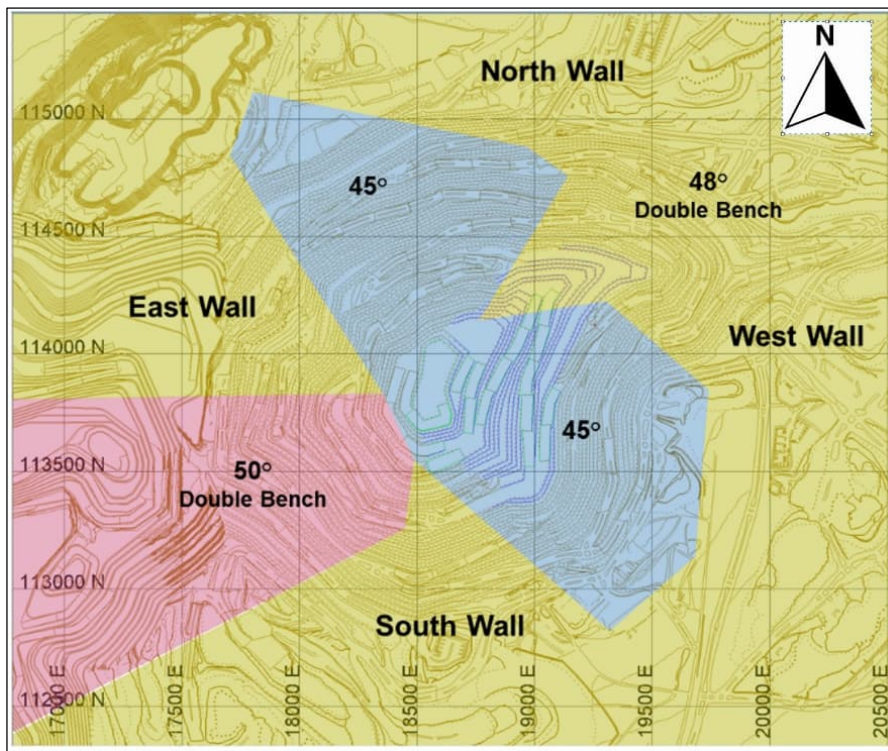 N
North Wall
115000 N
45°
48°
Double Bench
114500 N
East Wall
West Wall
114000 N
45°
113500 N
50°
Double Bench
113000 N
South Wall
112500 N
17000 E
17500 E
18000 E
18500 E
19000 E
19500 E
20000 E
20500 E